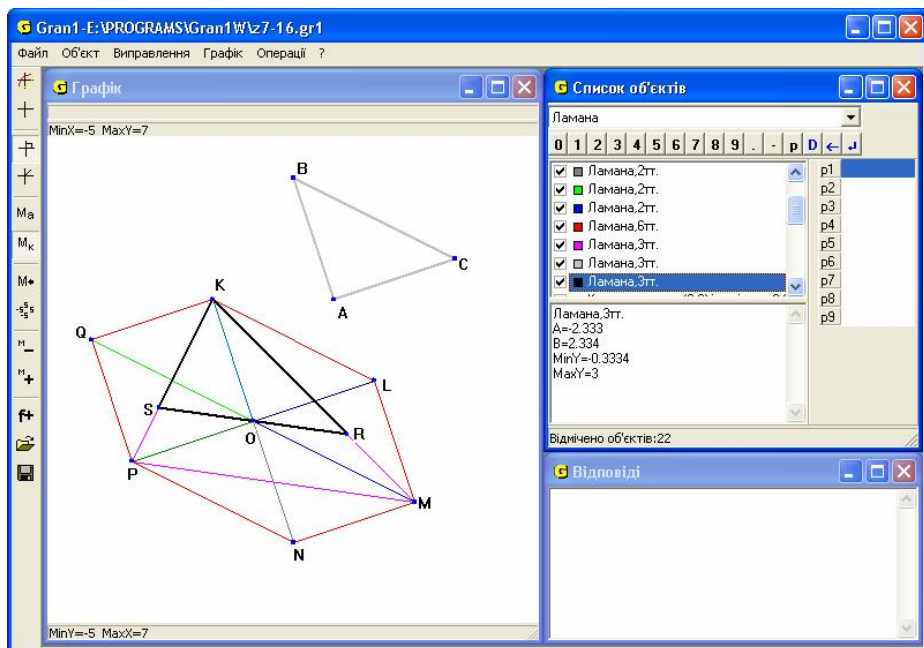 Gran1-E:\PROGRAMS\Gran1W\z7-16.gr1
Файл Об'єкт Виправлення Графік Операції ?
Графік
MinX=-5 MaxY=7
B
C
A
K
Q
L
S
O
R
P
M
N
MinY=-5 MaxX=7
Ma
Мк
M
-5
M
M+
f+
Список об'єктів
Ламана
0 1 2 3 4 5 6 7 8 9 . - p D
Ламана,2тт.
Ламана,2тт.
Ламана,2тт.
Ламана,6тт.
Ламана,3тт.
Ламана,3тт.
Ламана,3тт.
p1
p2
p3
p4
p5
p6
p7
p8
p9
Ламана,3тт.
A=-2.333
B=2.334
MinY=-0.3334
MaxY=3
Відмічено об'єктів:22
Відповіді